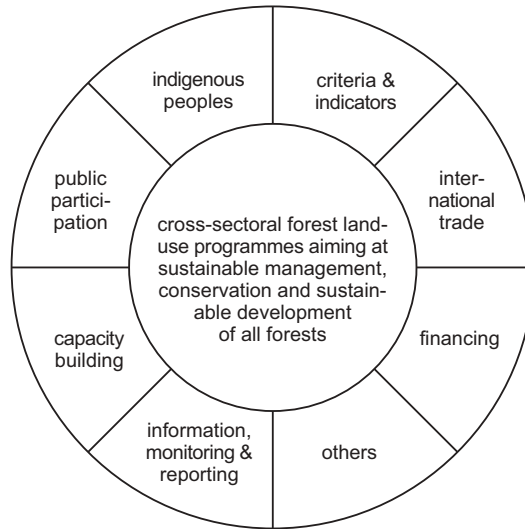 indigenous
peoples
criteria &
indicators
inter-
national
trade
financing
others
information,
monitoring &
reporting
capacity
building
public
partici-
pation
cross-sectoral forest land-
use programmes aiming at
sustainable management,
conservation and sustain-
able development
of all forests